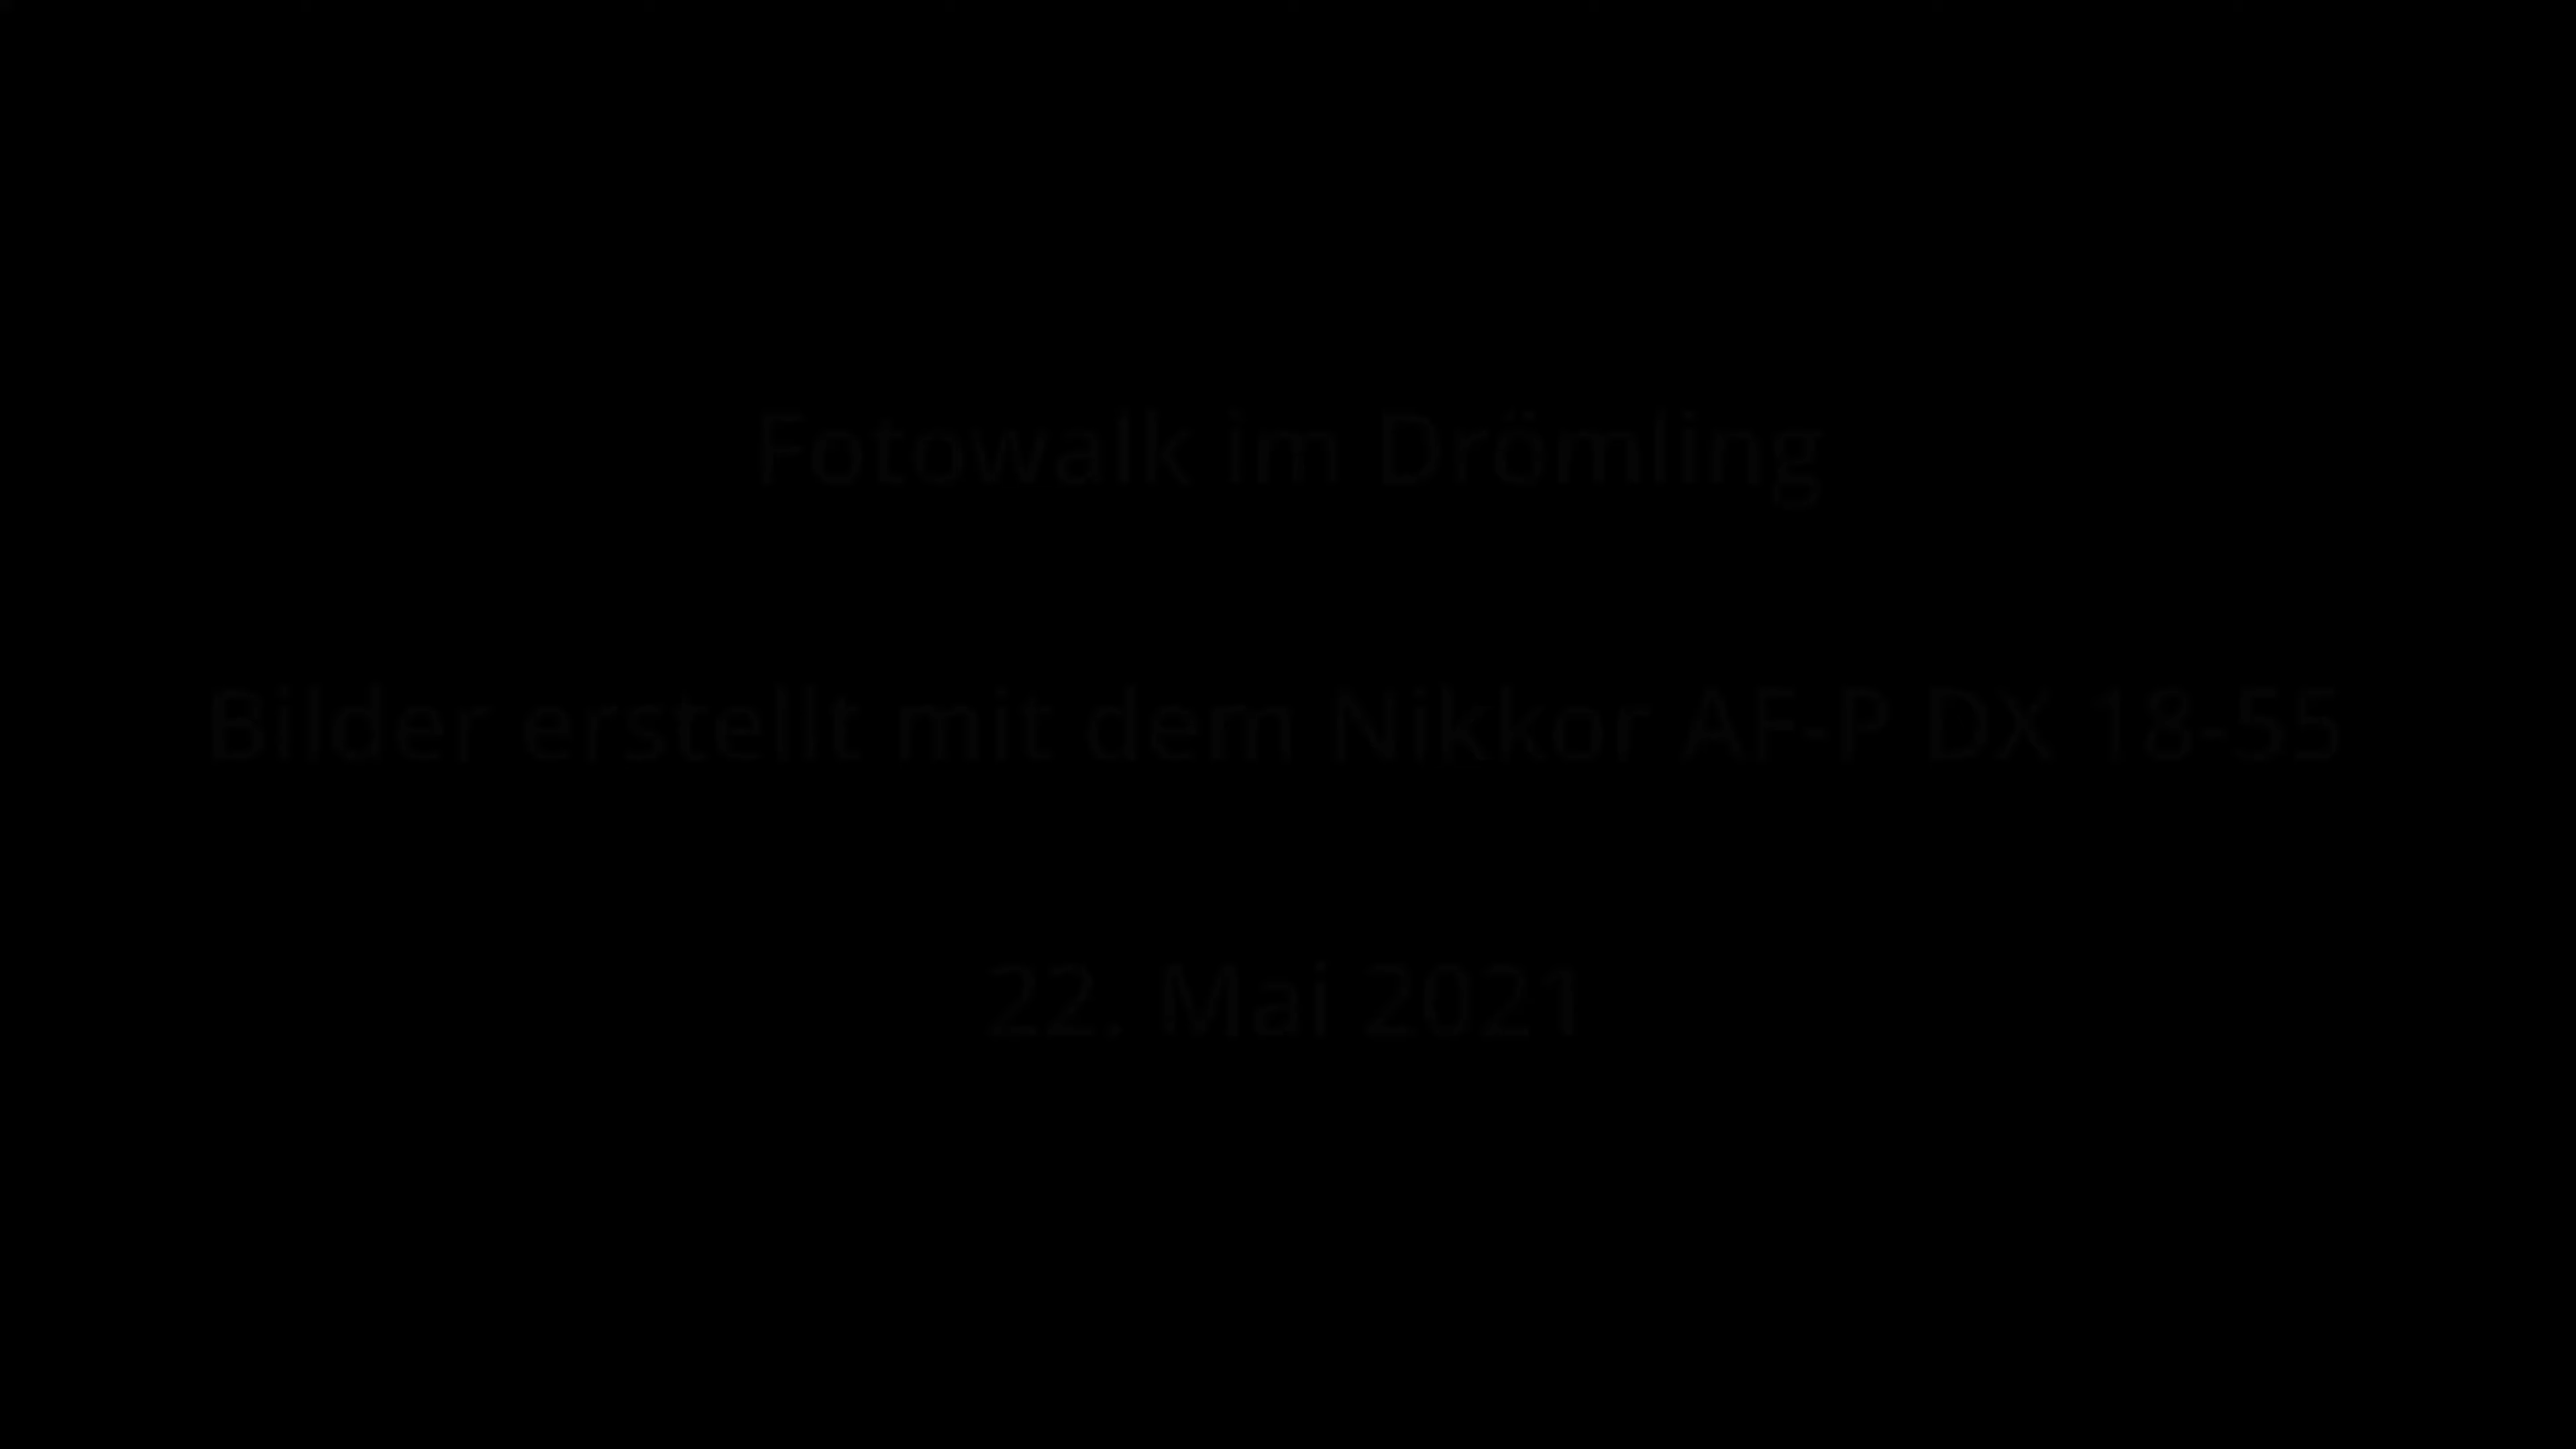 Fotowalk im Drömling
Bilder erstellt mit dem Nikkor AF-P DX 18-55
22. Mai 2021